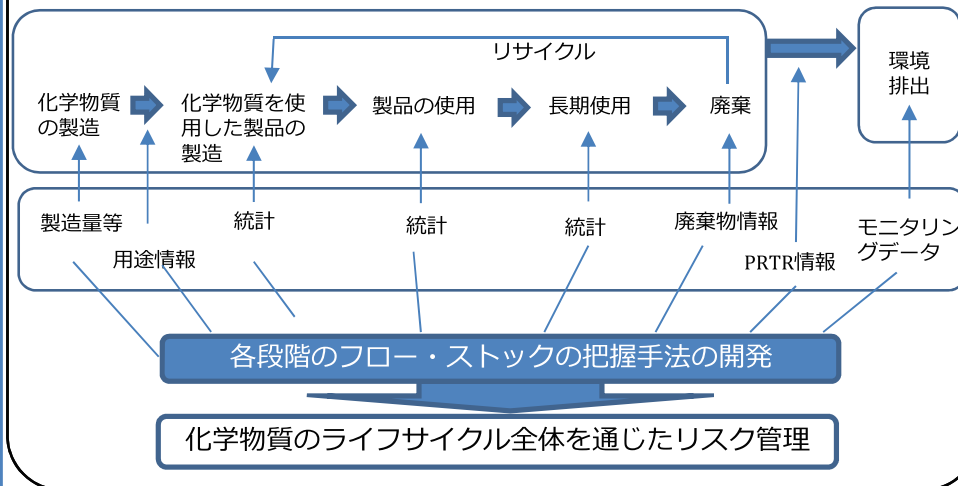 リサイクル
化学物質
の製造
化学物質を使
用した製品の
製造
製品の使用
長期使用
廃棄
環境
排出
製造量等
用途情報
統計
統計
統計
廃棄物情報
PRTR情報
モニタリン
グデータ
各段階のフロー・ストックの把握手法の開発
化学物質のライフサイクル全体を通じたリスク管理